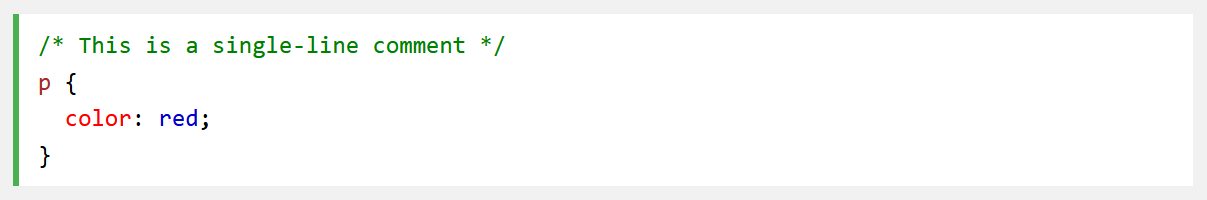 /* This is a single-line comment */
p {
  color: red;
}